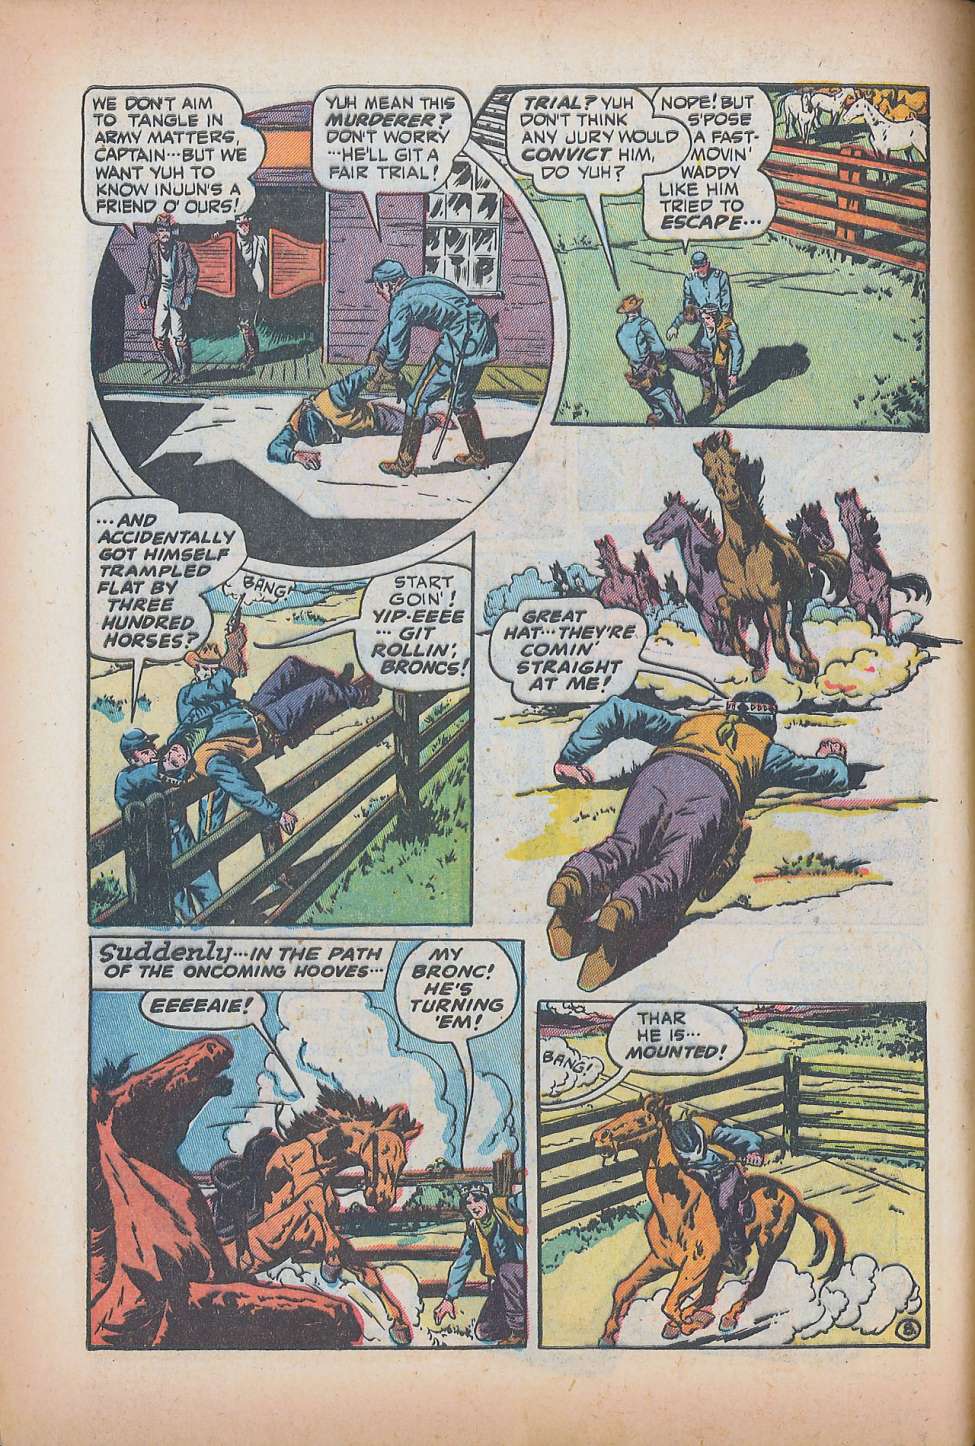 WE DON'T AIM
TO TANGLE IN
ARMY MATTERS,
CAPTAIN...BUT WE
WANT YUH TO
KNOW INJUN'S A
FRIEND O' OURS!
YUH MEAN THIS
MURDERER?
DON'T WORRY
...HE'LL GIT A
FAIR TRIAL!
TRIAL? YUH
DON'T THINK
ANY JURY WOULD
CONVICT HIM,
DO YUH?
NOPE! BUT
S'POSE
A FAST-
MOVIN'
WADDY
LIKE HIM
TRIED TO
ESCAPE...
...AND
ACCIDENTALLY
GOT HIMSELF
TRAMPLED
FLAT BY
THREE
HUNDRED
HORSES?
BANG!
START
GOIN'!
YIP-EEEE
...GIT
ROLLIN',
BRONCS!
GREAT
HAT...THEY'RE
COMIN'
STRAIGHT
AT ME!
Suddenly...IN THE PATH
OF THE ONCOMING HOOVES...
EEEEAIE!
MY
BRONC!
HE'S
TURNING
'EM!
BANG!
THAR
HE IS...
MOUNTED!
8